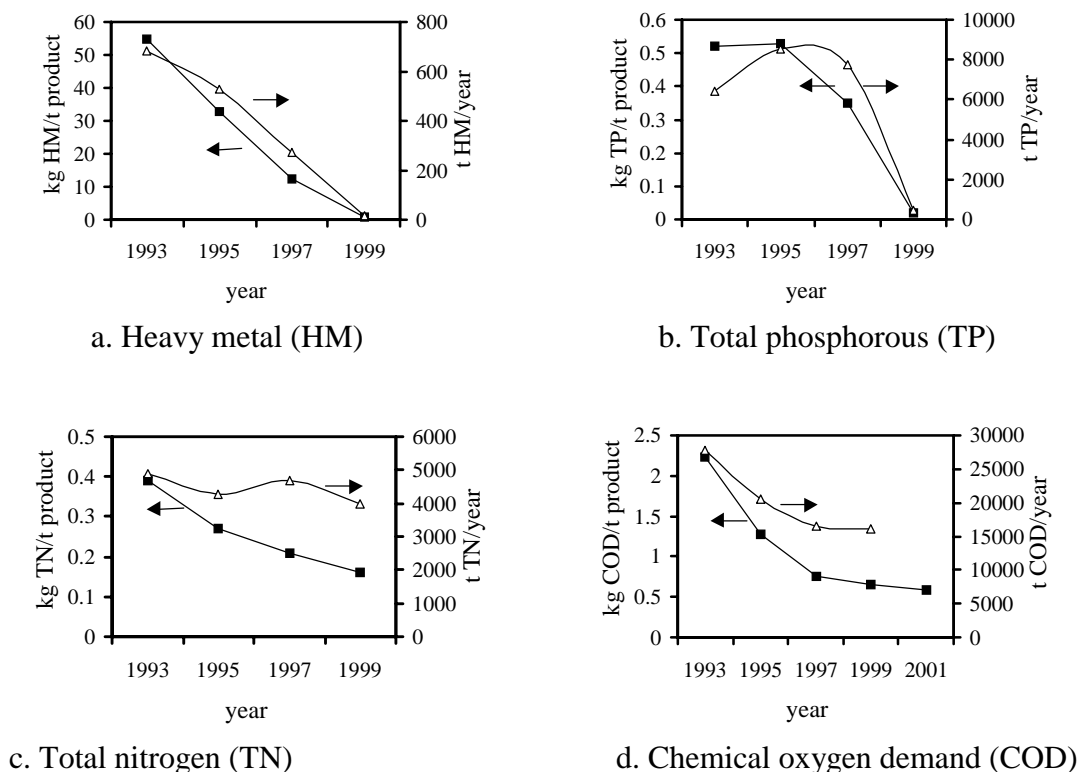 60
50
40
30
20
10
0
kg HM/t product
800
600
400
200
0
t HM/year
1993 1995 1997 1999
year
a. Heavy metal (HM)
0.6
0.5
0.4
0.3
0.2
0.1
0
kg TP/t product
10000
8000
6000
4000
2000
0
t TP/year
1993 1995 1997 1999
year
b. Total phosphorous (TP)
0.5
0.4
0.3
0.2
0.1
0
kg TN/t product
6000
5000
4000
3000
2000
1000
0
t TN/year
1993 1995 1997 1999
year
c. Total nitrogen (TN)
2.5
2
1.5
1
0.5
0
kg COD/t product
30000
25000
20000
15000
10000
5000
0
t COD/year
1993 1995 1997 1999 2001
year
d. Chemical oxygen demand (COD)